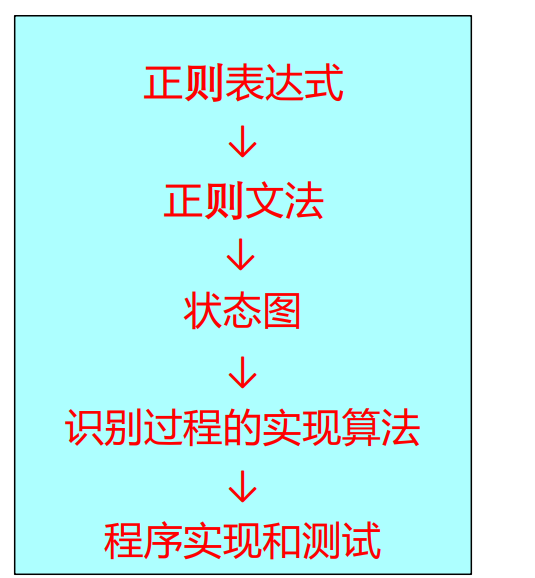 正则表达式
↓
正则文法
↓
状态图
↓
识别过程的实现算法
↓
程序实现和测试